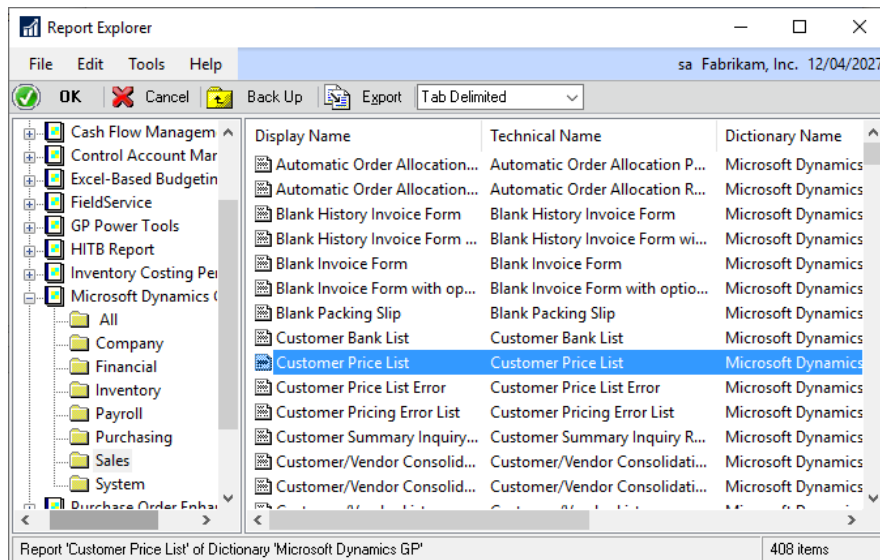 Report Explorer
File Edit Tools Help sa Fabrikam, Inc. 12/04/2027
OK Cancel Back Up Export Tab Delimited
Cash Flow Managem
Control Account Mar
Excel-Based Budgetin
FieldService
GP Power Tools
HITB Report
Inventory Costing Per
Microsoft Dynamics
All
Company
Financial
Inventory
Payroll
Purchasing
Sales
System
Purchase Order Enha
Display Name Technical Name Dictionary Name
Automatic Order Allocation... Automatic Order Allocation P... Microsoft Dynamics
Automatic Order Allocation... Automatic Order Allocation R... Microsoft Dynamics
Blank History Invoice Form Blank History Invoice Form Microsoft Dynamics
Blank History Invoice Form ... Blank History Invoice Form wi... Microsoft Dynamics
Blank Invoice Form Blank Invoice Form Microsoft Dynamics
Blank Invoice Form with op... Blank Invoice Form with optio... Microsoft Dynamics
Blank Packing Slip Blank Packing Slip Microsoft Dynamics
Customer Bank List Customer Bank List Microsoft Dynamics
Customer Price List Customer Price List Microsoft Dynamics
Customer Price List Error Customer Price List Error Microsoft Dynamics
Customer Pricing Error List Customer Pricing Error List Microsoft Dynamics
Customer Summary Inquiry... Customer Summary Inquiry R... Microsoft Dynamics
Customer/Vendor Consolid... Customer/Vendor Consolidati... Microsoft Dynamics
Customer/Vendor Consolid... Customer/Vendor Consolidati... Microsoft Dynamics
Report 'Customer Price List' of Dictionary 'Microsoft Dynamics GP' 408 items